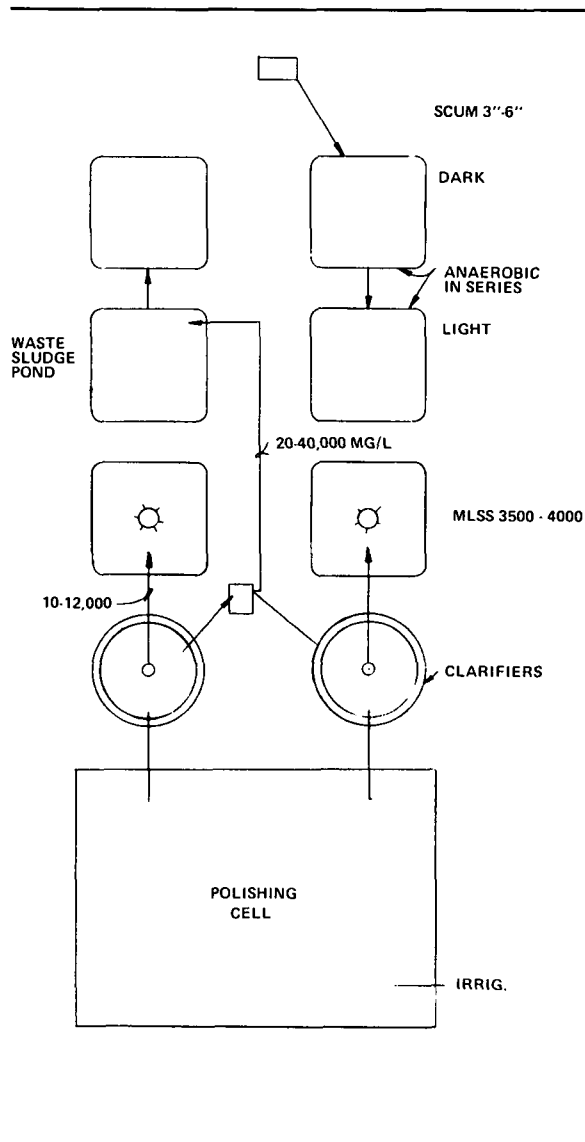 SCUM 3"-6"
DARK
ANAEROBIC
IN SERIES
LIGHT
WASTE
SLUDGE
POND
20-40,000 MG/L
MLSS 3500 - 4000
10-12,000
CLARIFIERS
POLISHING
CELL
IRRIG.